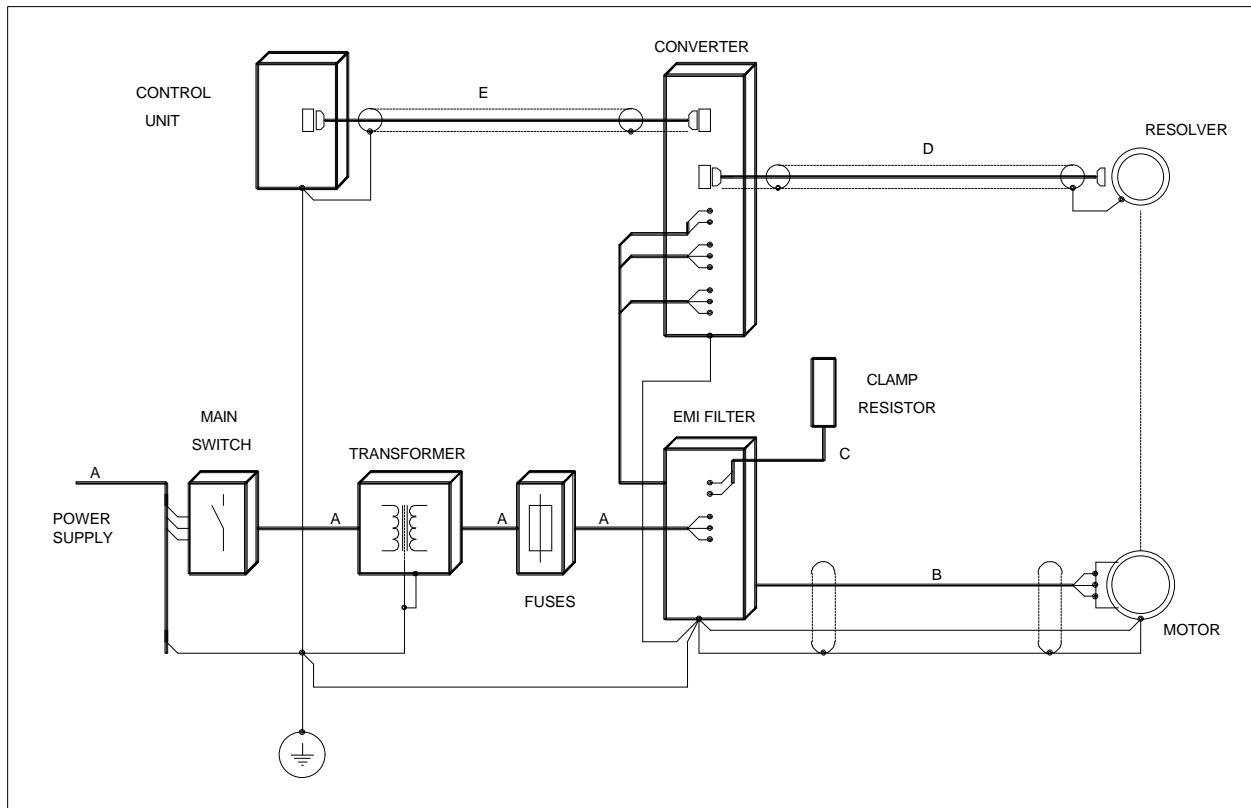 CONVERTER
CONTROL
UNIT
E
RESOLVER
D
CLAMP
RESISTOR
EMI FILTER
C
MAIN
SWITCH
TRANSFORMER
A
A
A
A
POWER
SUPPLY
FUSES
B
MOTOR